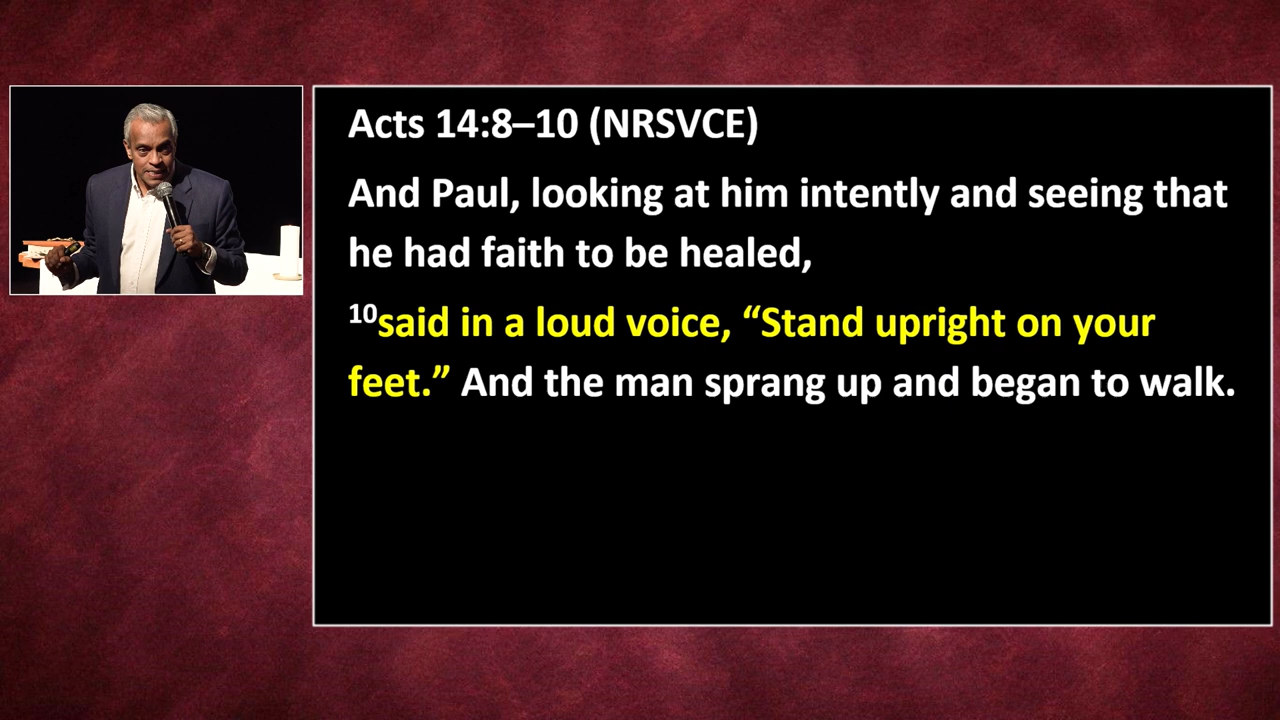 Acts 14:8–10 (NRSVCE)
And Paul, looking at him intently and seeing that
he had faith to be healed,
10said in a loud voice, “Stand upright on your
feet.” And the man sprang up and began to walk.